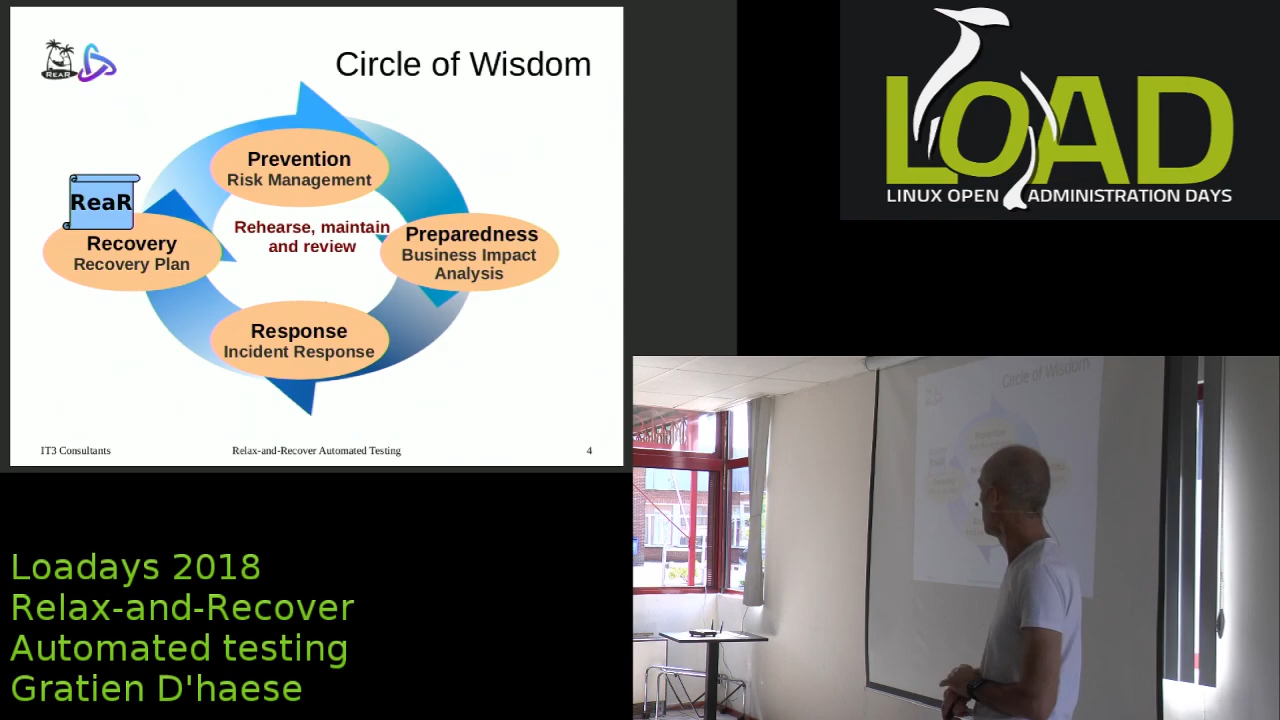 REAR
Circle of Wisdom
Prevention
Risk Management
ReaR
Rehearse, maintain
and review
Preparedness
Business Impact
Analysis
Recovery
Recovery Plan
Response
Incident Response
IT3 Consultants
Relax-and-Recover Automated Testing
4
LOAD
LINUX OPEN ADMINISTRATION DAYS
Circle of Wisdom
Loadays 2018
Relax-and-Recover
Automated testing
Gratien D'haese